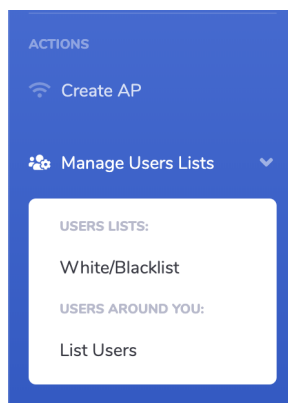 ACTIONS
Create AP
Manage Users Lists
USERS LISTS:
White/Blacklist
USERS AROUND YOU:
List Users